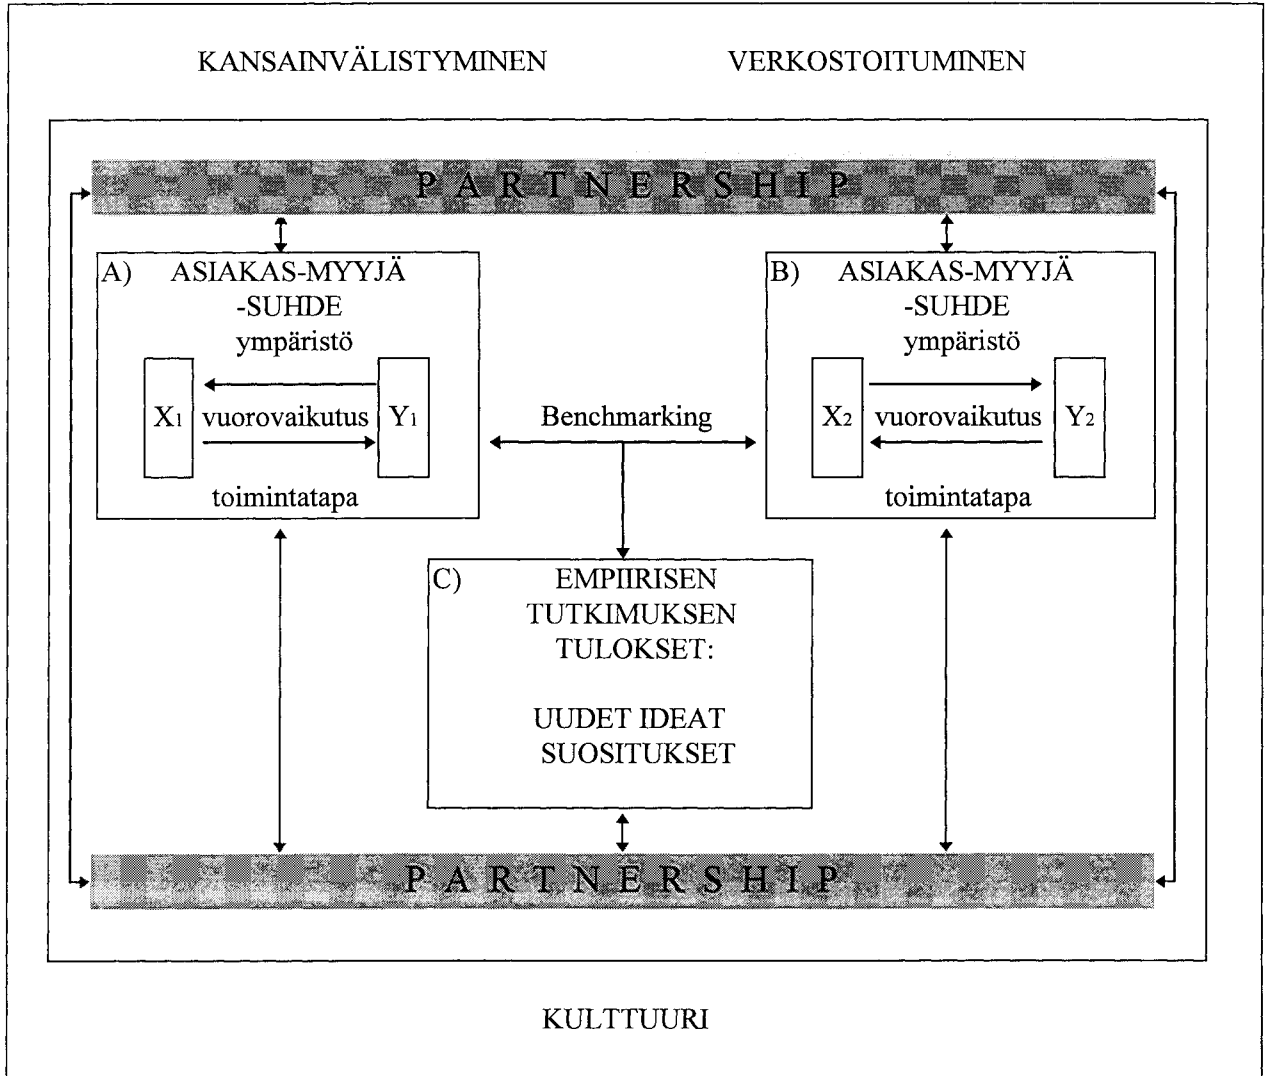 KANSAINVÄLISTYMINEN VERKOSTOITUMINEN
PARTNERSHIP
A) ASIAKAS-MYYJÄ
-SUHDE
ympäristö
X1 vuorovaikutus Y1
toimintatapa
Benchmarking
B) ASIAKAS-MYYJÄ
-SUHDE
ympäristö
X2 vuorovaikutus Y2
toimintatapa
C) EMPIIRISEN
TUTKIMUKSEN
TULOKSET:
UUDET IDEAT
SUOSITUKSET
PARTNERSHIP
KULTTUURI